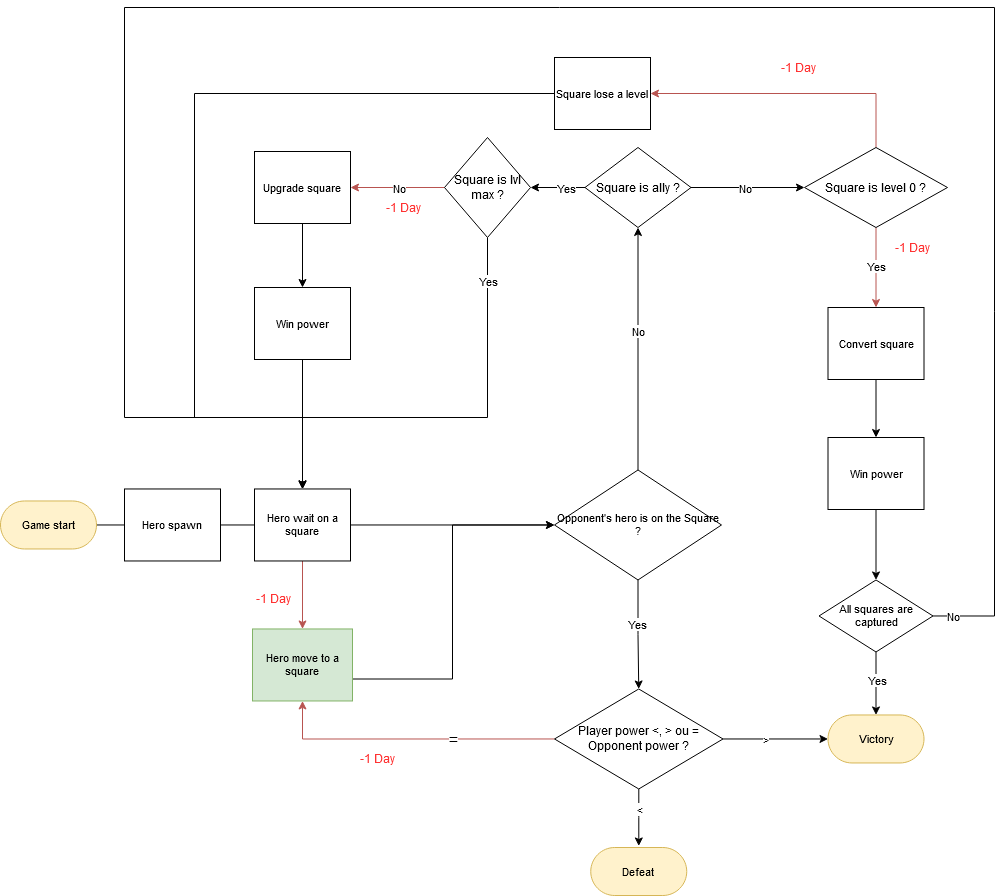 -1 Day
Square lose a level
Square is lvl
max ?
Upgrade square
No
-1 Day
Yes
Square is ally ?
No
Square is level 0 ?
-1 Day
Yes
Yes
Win power
No
Convert square
Win power
Game start
Hero spawn
Hero wait on a
square
Opponent's hero is on the Square
?
-1 Day
Yes
All squares are
captured
No
Hero move to a
square
Yes
Player power <, > ou =
Opponent power ?
=
-1 Day
>
Victory
<
Defeat